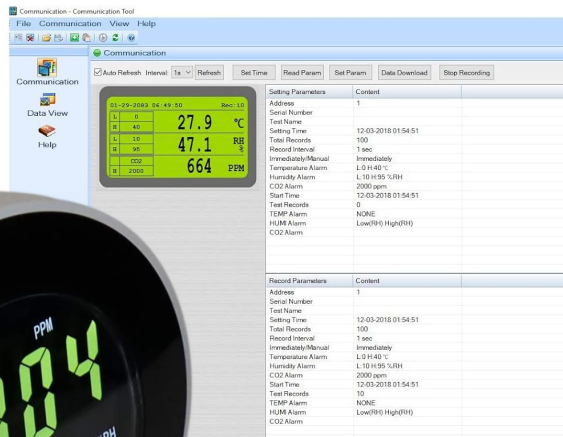 Communication - Communication Tool
File Communication View Help
Communication
Auto Refresh Interval: 1s Refresh Set Time Read Param Set Param Data Download Stop Recording
Communication
Data View
Help
01-29-2083 06:49:50 Rec:10
L 0
H 40
27.9 ℃
L 10
H 95
47.1 RH %
CO2
H 2000
664 PPM
Setting Parameters Content
Address 1
Serial Number
Test Name
Setting Time 12-03-2018 01:54:51
Total Records 100
Record Interval 1 sec
Immediately/Manual Immediately
Temperature Alarm L:0 H:40 ℃
Humidity Alarm L:10 H:95 %RH
CO2 Alarm 2000 ppm
Start Time 12-03-2018 01:54:51
Test Records 0
TEMP Alarm NONE
HUMI Alarm Low(RH) High(RH)
CO2 Alarm
Record Parameters Content
Address 1
Serial Number
Test Name
Setting Time 12-03-2018 01:54:51
Total Records 100
Record Interval 1 sec
Immediately/Manual Immediately
Temperature Alarm L:0 H:40 ℃
Humidity Alarm L:10 H:95 %RH
CO2 Alarm 2000 ppm
Start Time 12-03-2018 01:54:51
Test Records 10
TEMP Alarm NONE
HUMI Alarm Low(RH) High(RH)
CO2 Alarm
PPM